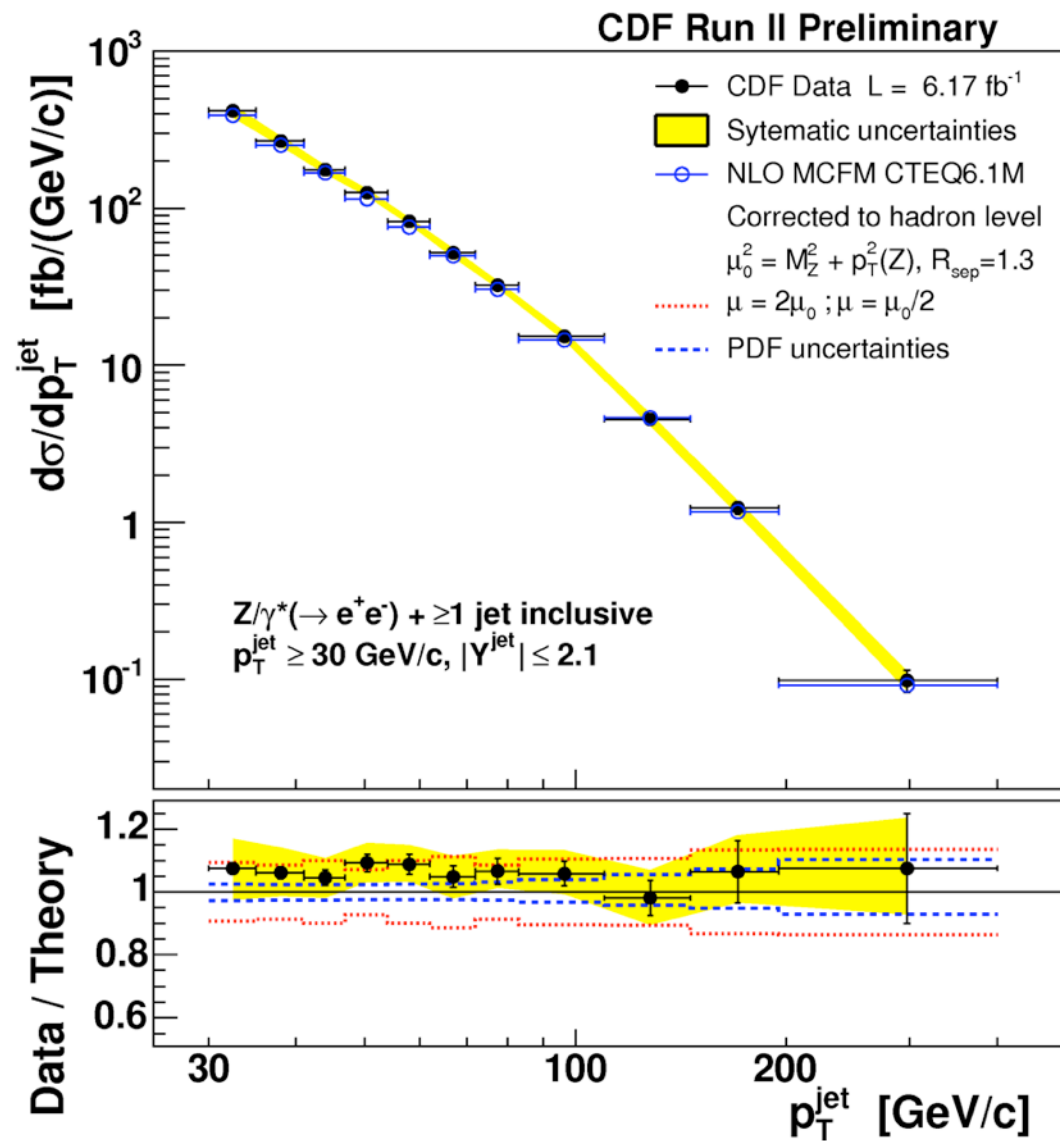 CDF Run II Preliminary
10³
10²
10
1
10⁻¹
dσ/dp_T^jet [fb/(GeV/c)]
CDF Data L = 6.17 fb⁻¹
Sytematic uncertainties
NLO MCFM CTEQ6.1M
Corrected to hadron level
μ₀² = M_Z² + p_T²(Z), R_sep=1.3
μ = 2μ₀ ; μ = μ₀/2
PDF uncertainties
Z/γ*(→ e⁺e⁻) + ≥1 jet inclusive
p_T^jet ≥ 30 GeV/c, |Y^jet| ≤ 2.1
Data / Theory
1.2
1
0.8
0.6
30 100 200
p_T^jet [GeV/c]